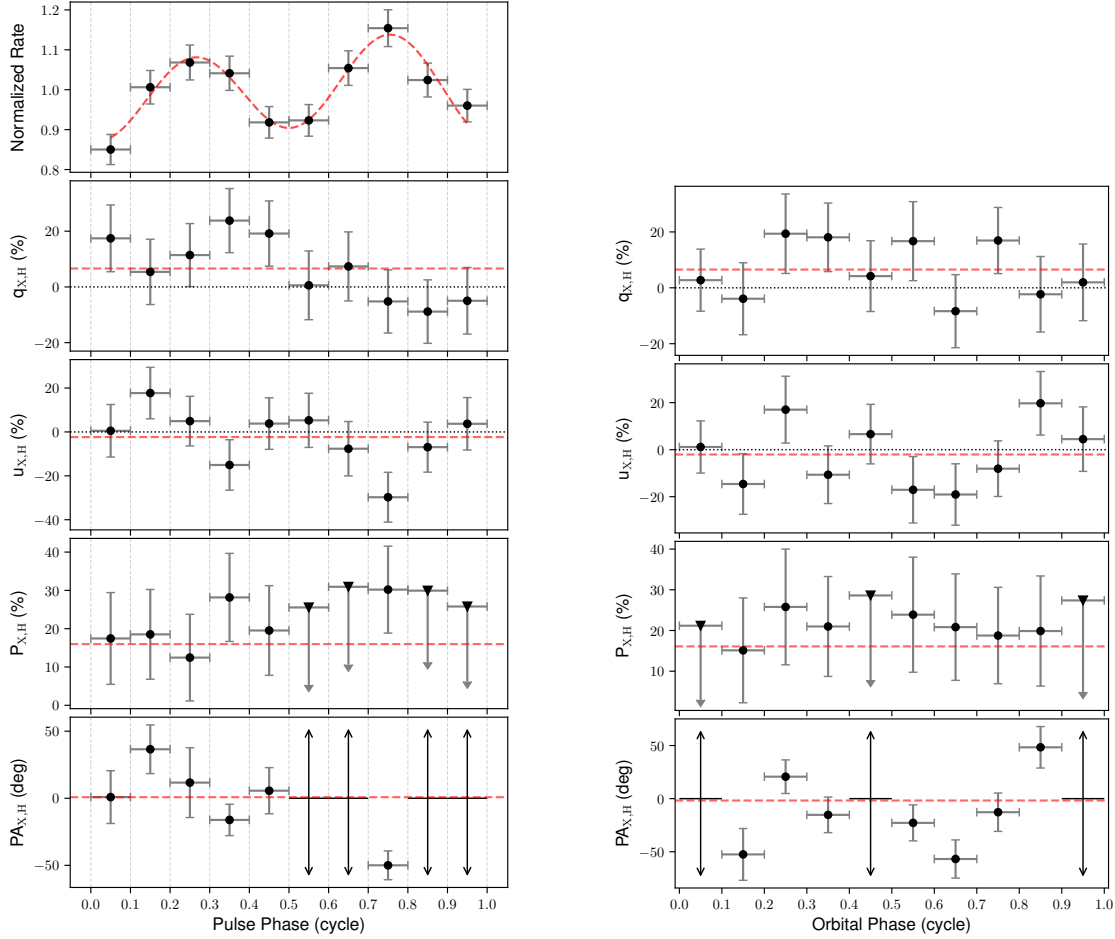 Normalized Rate
1.2
1.1
1.0
0.9
0.8
q_X,H (%)
20
0
−20
u_X,H (%)
20
0
−20
−40
P_X,H (%)
40
30
20
10
0
PA_X,H (deg)
50
0
−50
0.0 0.1 0.2 0.3 0.4 0.5 0.6 0.7 0.8 0.9 1.0
Pulse Phase (cycle)
q_X,H (%)
20
0
−20
u_X,H (%)
20
0
−20
P_X,H (%)
40
30
20
10
PA_X,H (deg)
50
0
−50
0.0 0.1 0.2 0.3 0.4 0.5 0.6 0.7 0.8 0.9 1.0
Orbital Phase (cycle)